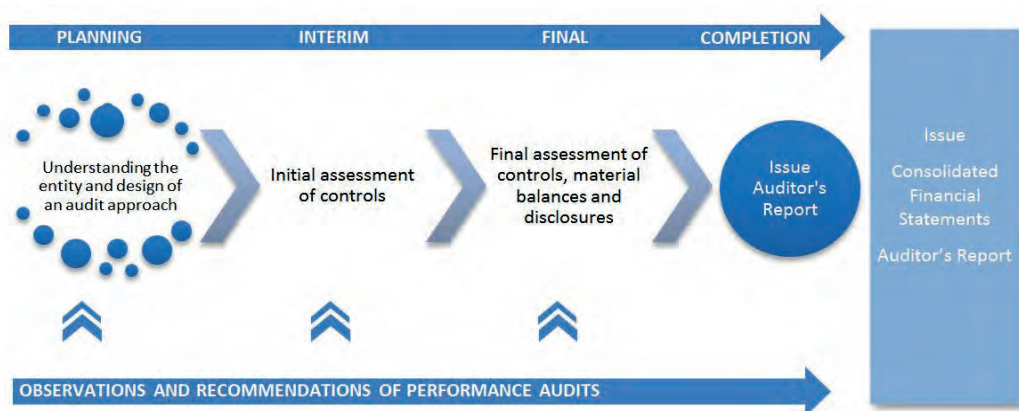 PLANNING
INTERIM
FINAL
COMPLETION
Understanding the
entity and design of
an audit approach
Initial assessment
of controls
Final assessment of
controls, material
balances and
disclosures
Issue
Auditor's
Report
Issue
Consolidated
Financial
Statements
Auditor's Report
OBSERVATIONS AND RECOMMENDATIONS OF PERFORMANCE AUDITS